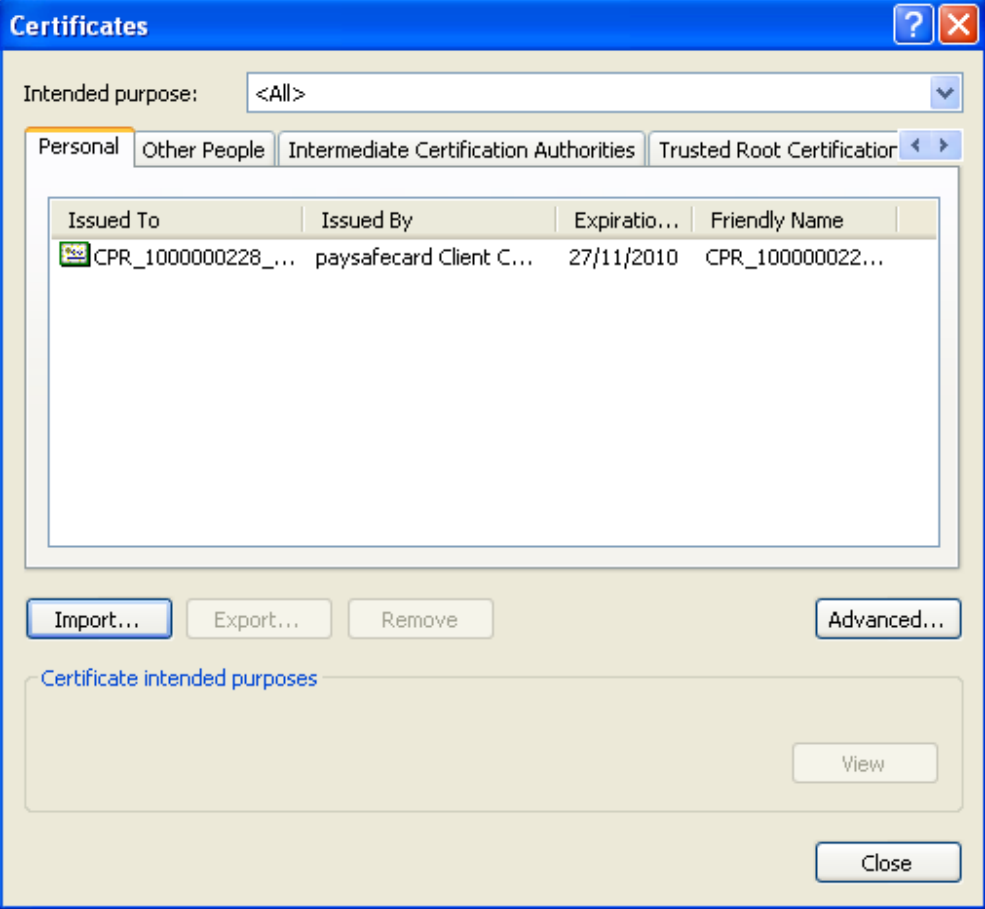 Certificates
Intended purpose: <All>
Personal Other People Intermediate Certification Authorities Trusted Root Certification
Issued To Issued By Expiratio... Friendly Name
CPR_1000000228_... paysafecard Client C... 27/11/2010 CPR_100000022...
Import... Export... Remove Advanced...
Certificate intended purposes
View
Close